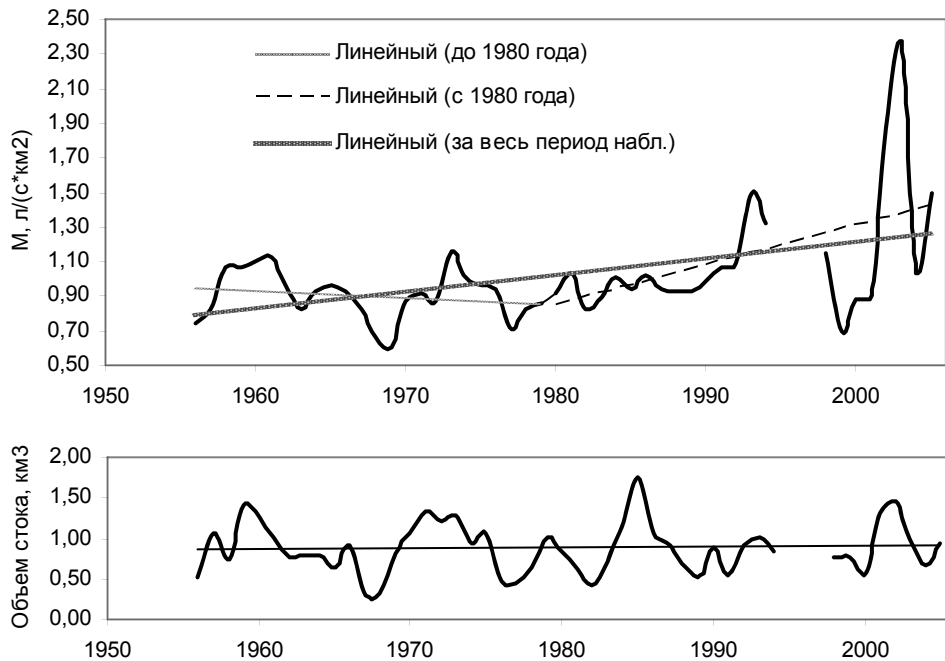 М, л/(с*км2)
2,50
2,30
2,10
1,90
1,70
1,50
1,30
1,10
0,90
0,70
0,50
Линейный (до 1980 года)
Линейный (с 1980 года)
Линейный (за весь период набл.)
1950 1960 1970 1980 1990 2000
Объем стока, км3
2,00
1,50
1,00
0,50
0,00
1950 1960 1970 1980 1990 2000